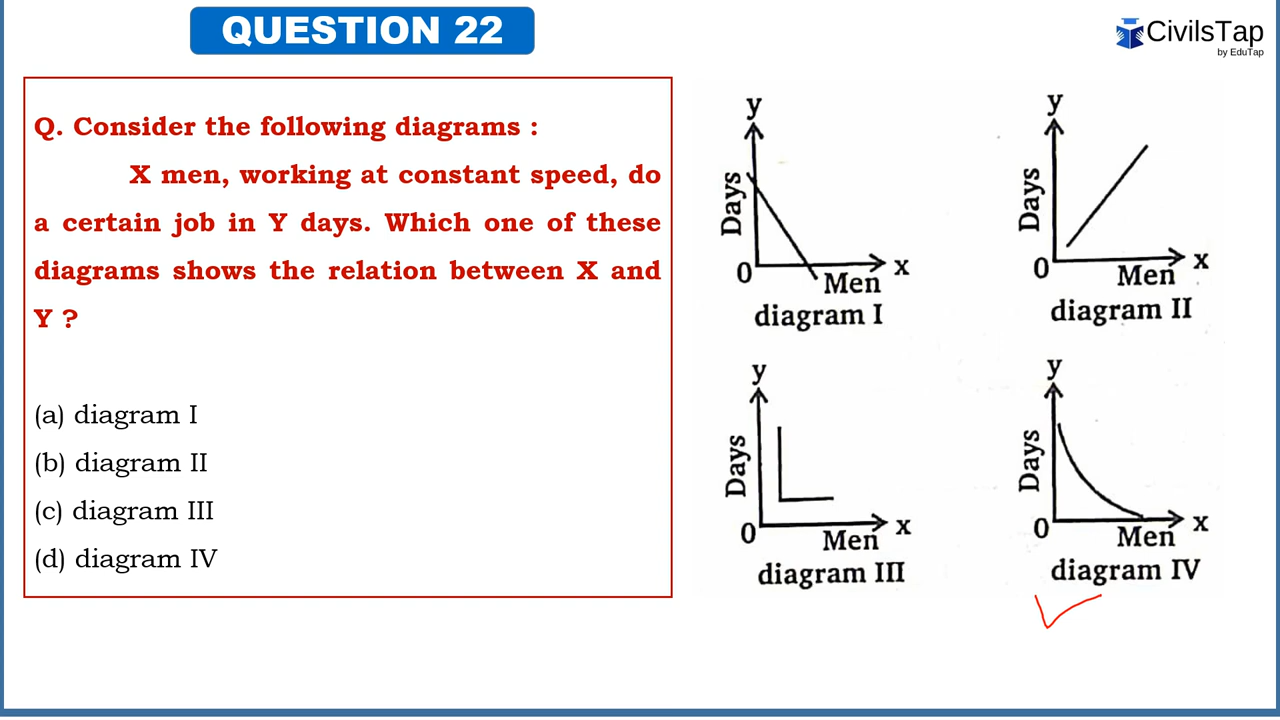 QUESTION 22
CivilsTap
by EduTap
Q. Consider the following diagrams :
X men, working at constant speed, do
a certain job in Y days. Which one of these
diagrams shows the relation between X and
Y ?
(a) diagram I
(b) diagram II
(c) diagram III
(d) diagram IV
y
Days
0
Men
x
diagram I
y
Days
0
Men
x
diagram II
y
Days
0
Men
x
diagram III
y
Days
0
Men
x
diagram IV